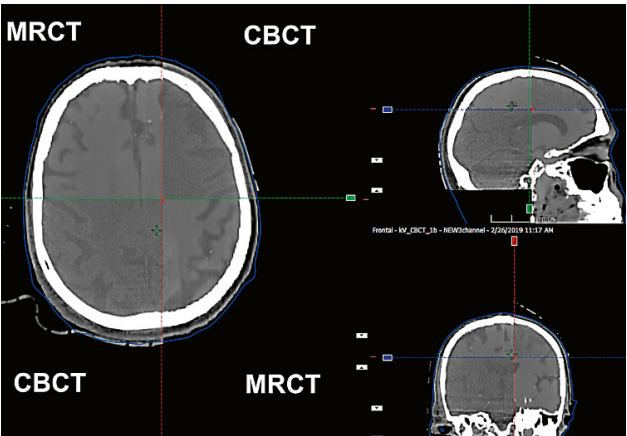 MRCT
CBCT
Frontal - kV_CBCT_1b - NEW3channel - 2/26/2019 11:17 AM
CBCT
MRCT